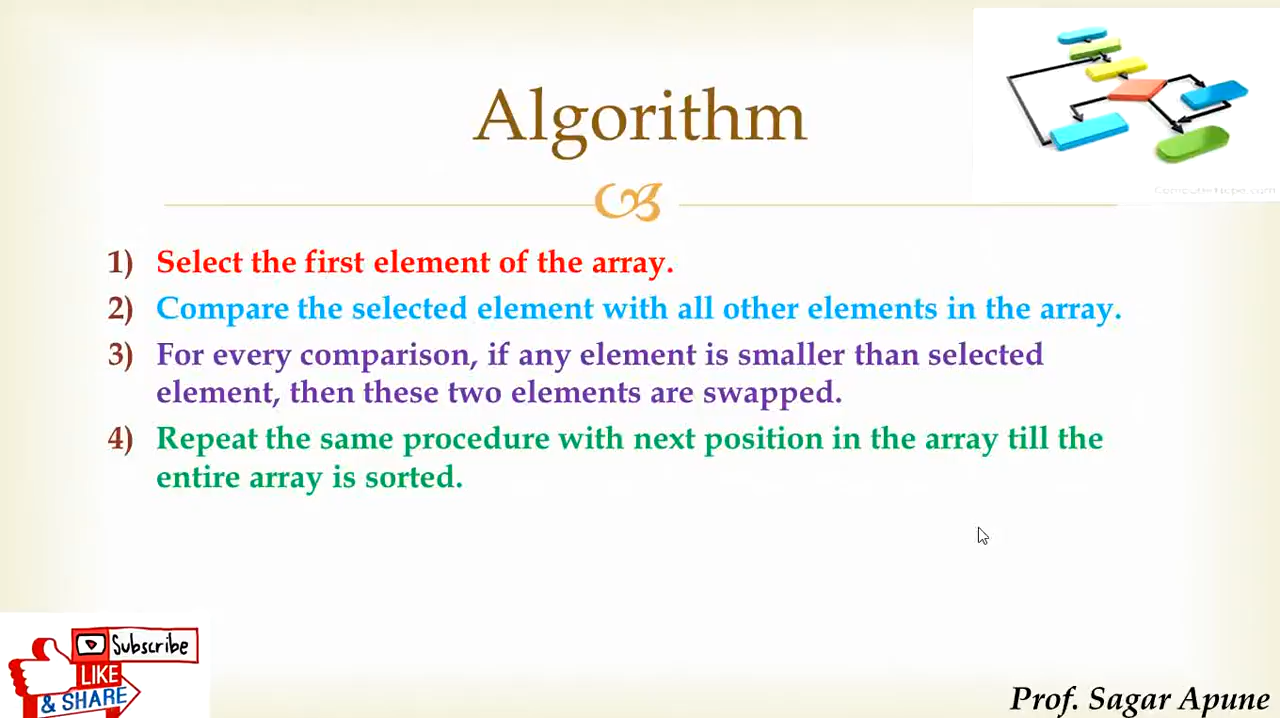 Algorithm
1) Select the first element of the array.
2) Compare the selected element with all other elements in the array.
3) For every comparison, if any element is smaller than selected
element, then these two elements are swapped.
4) Repeat the same procedure with next position in the array till the
entire array is sorted.
Subscribe
LIKE
& SHARE
Prof. Sagar Apune